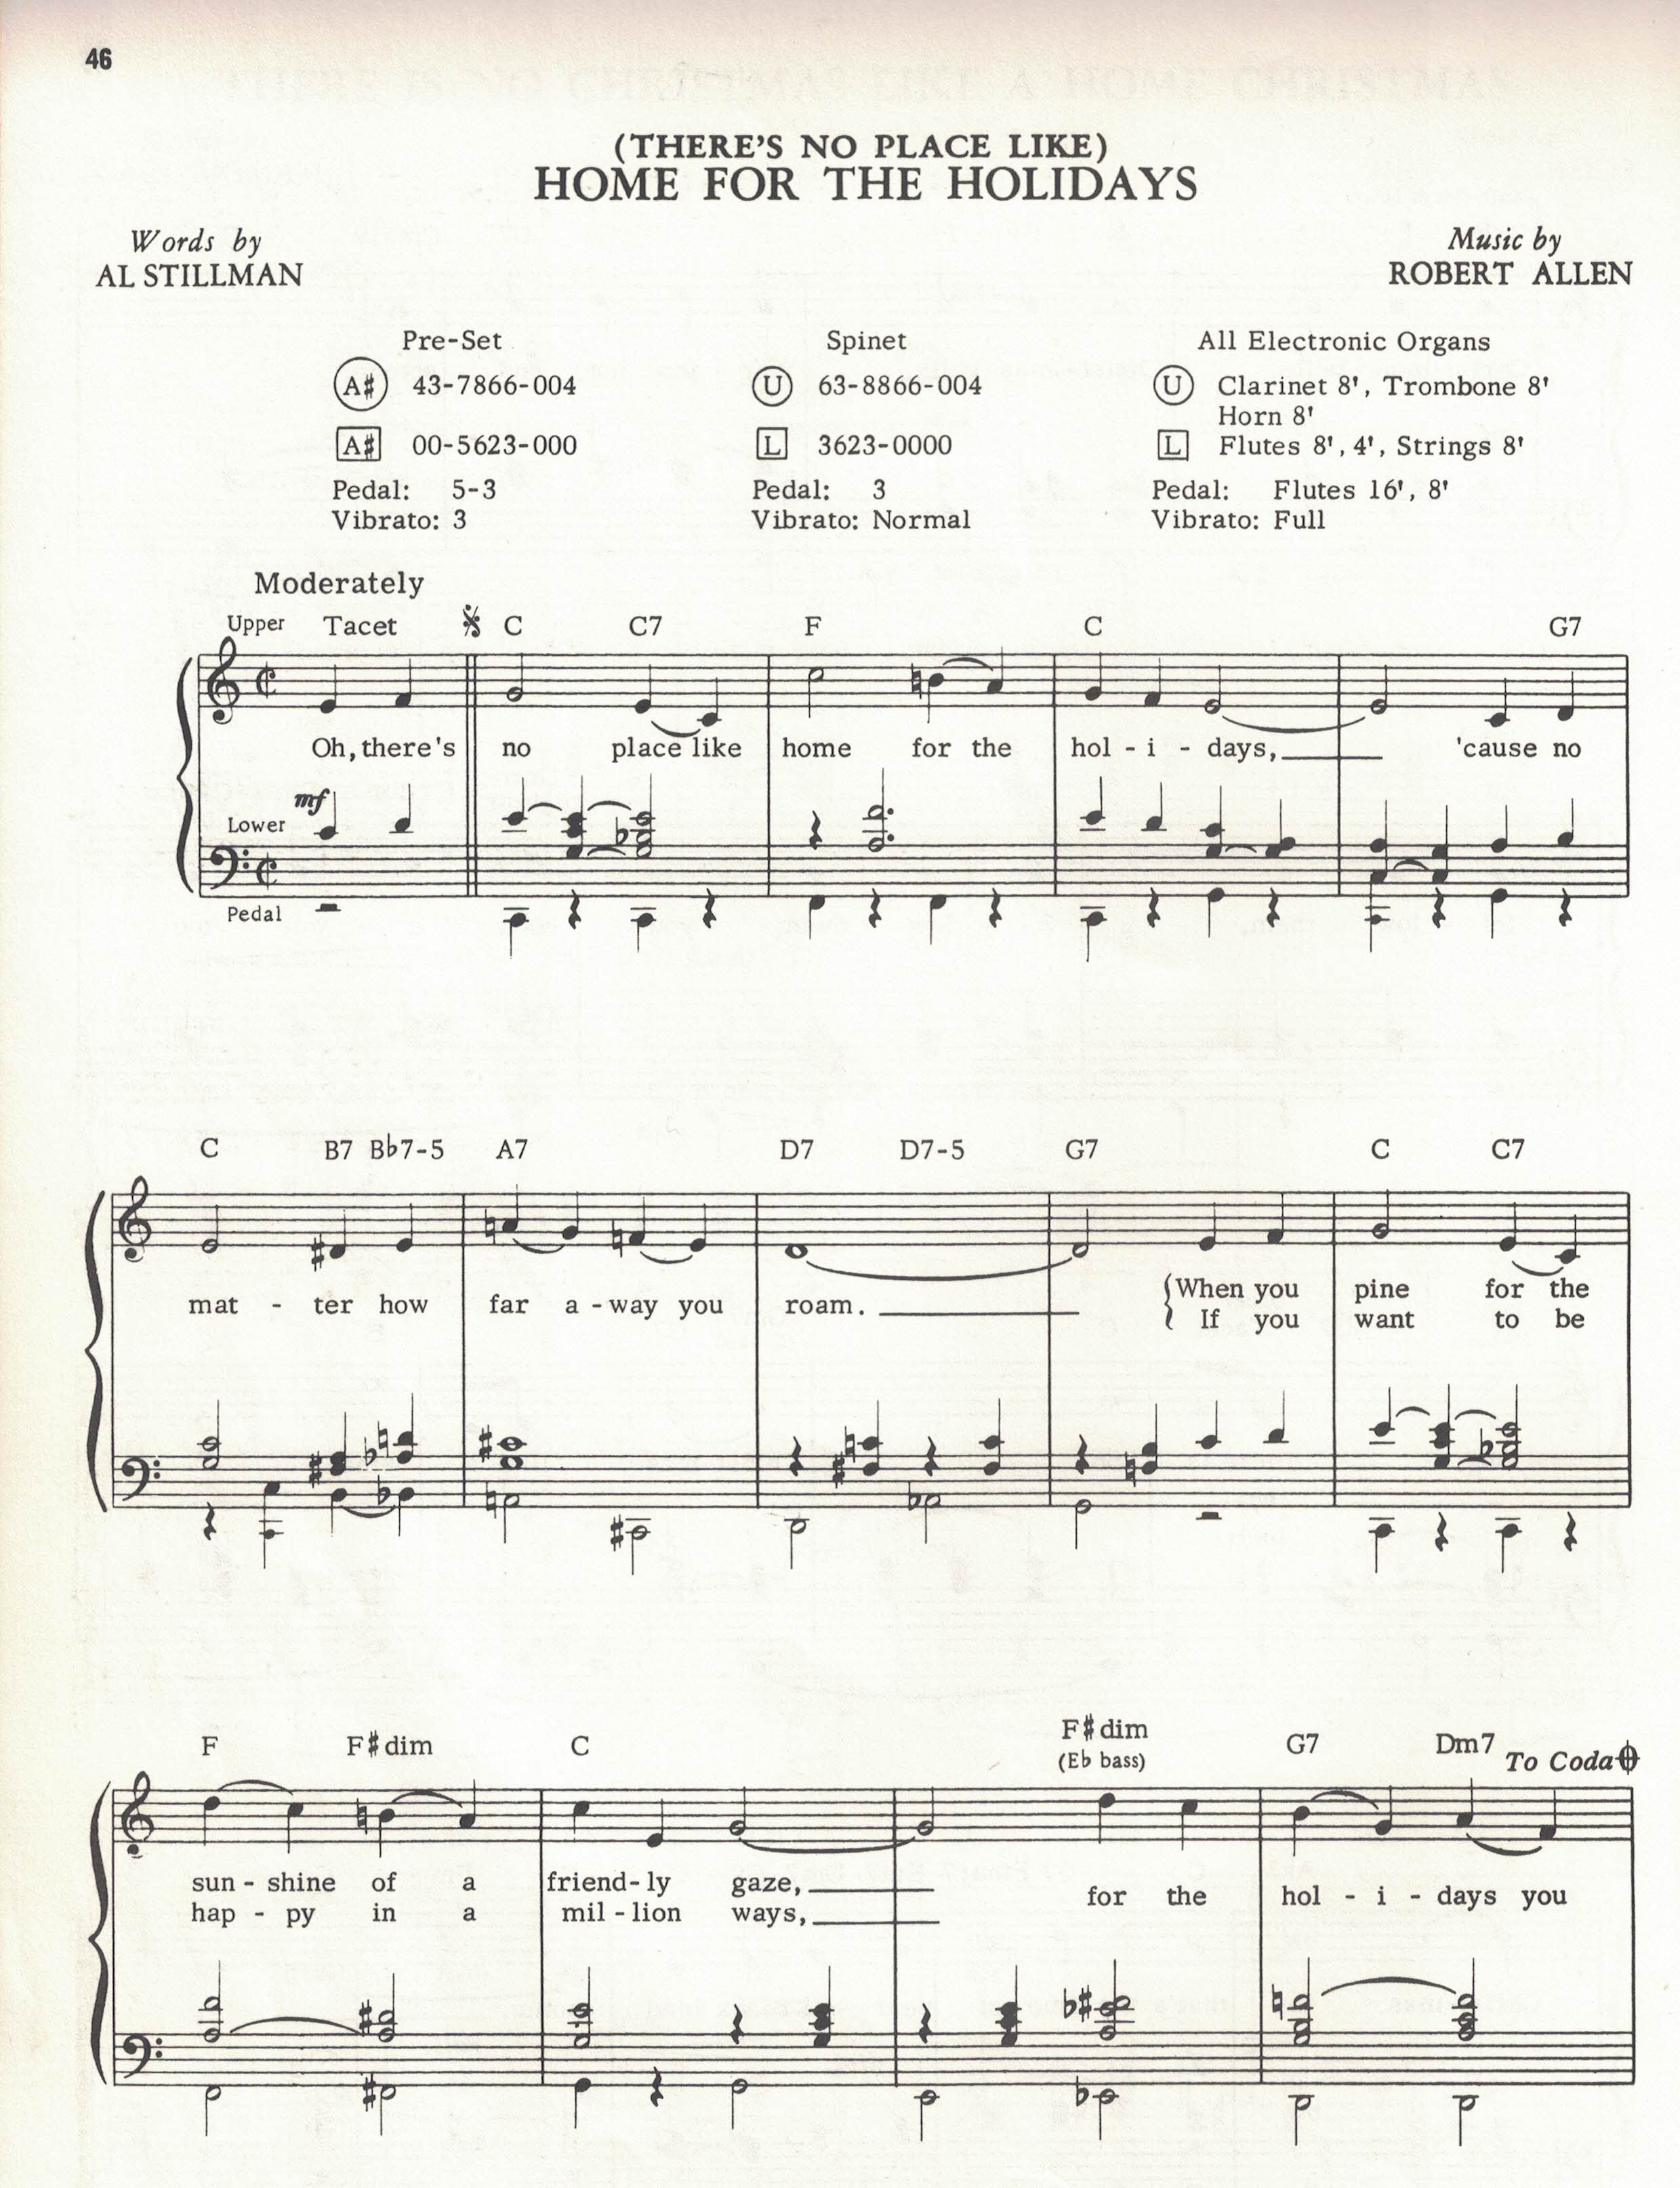 46
(THERE'S NO PLACE LIKE)
HOME FOR THE HOLIDAYS
Words by
AL STILLMAN
Music by
ROBERT ALLEN
Pre-Set
A♯ 43-7866-004
A♯ 00-5623-000
Pedal: 5-3
Vibrato: 3
Spinet
U 63-8866-004
L 3623-0000
Pedal: 3
Vibrato: Normal
All Electronic Organs
U Clarinet 8', Trombone 8'
Horn 8'
L Flutes 8', 4', Strings 8'
Pedal: Flutes 16', 8'
Vibrato: Full
Moderately
Upper Tacet C C7 F C G7
Oh, there's no place like home for the hol - i - days, 'cause no
mf
Lower
Pedal
C B7 B♭7-5 A7 D7 D7-5 G7 C C7
mat - ter how far a - way you roam. When you pine for the
If you want to be
F F♯dim C F♯dim (E♭ bass) G7 Dm7 To Coda
sun - shine of a friend - ly gaze, for the hol - i - days you
hap - py in a mil - lion ways,